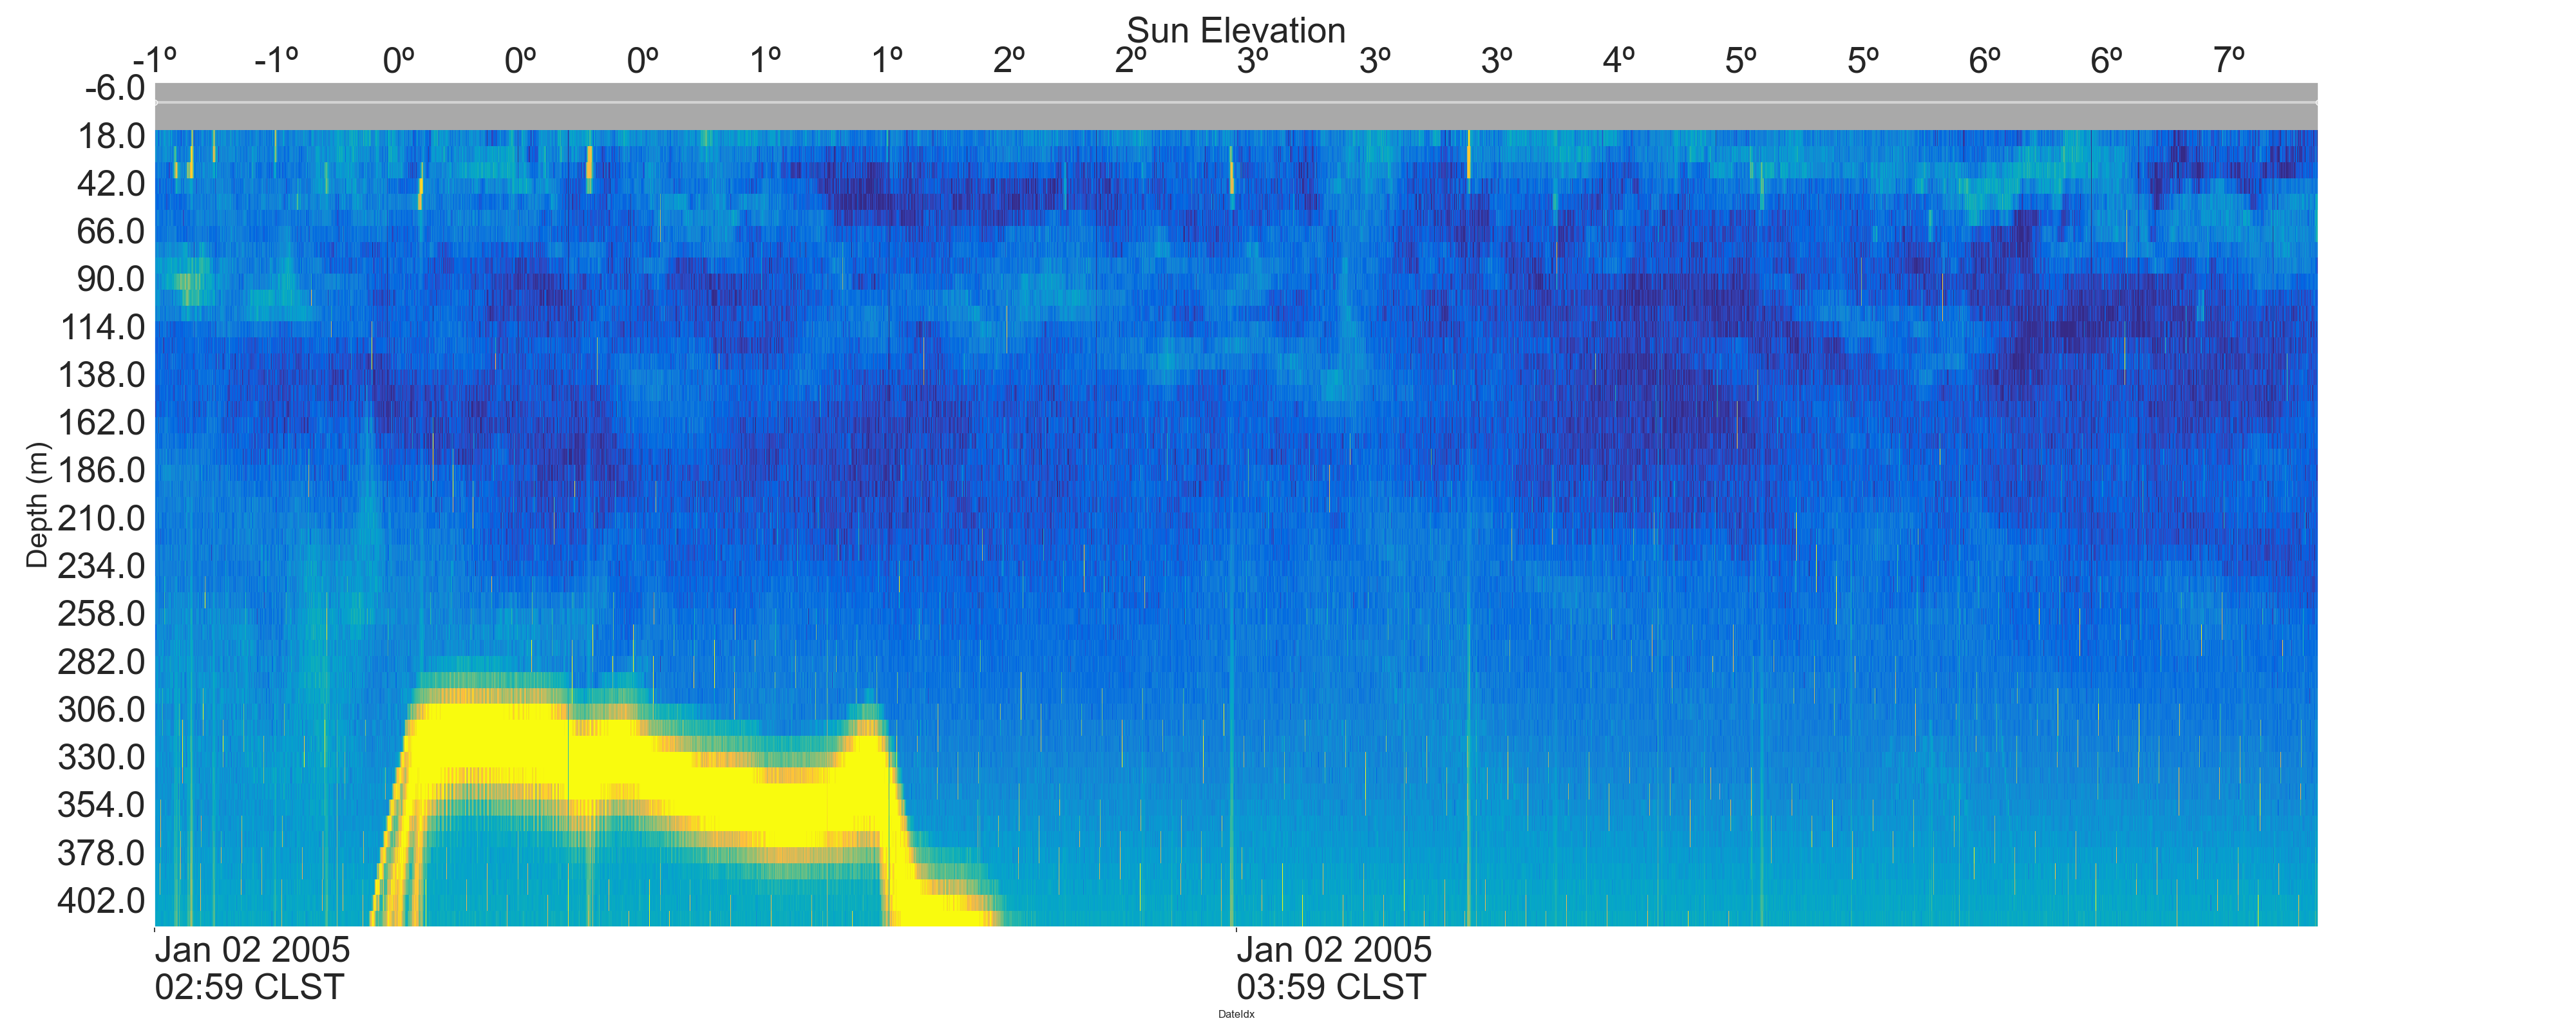 Sun Elevation
-1º -1º 0º 0º 0º 1º 1º 2º 2º 3º 3º 3º 4º 5º 5º 6º 6º 7º
-6.0
18.0
42.0
66.0
90.0
114.0
138.0
162.0
186.0
210.0
234.0
258.0
282.0
306.0
330.0
354.0
378.0
402.0
Depth (m)
Jan 02 2005
02:59 CLST
Jan 02 2005
03:59 CLST
DateIdx